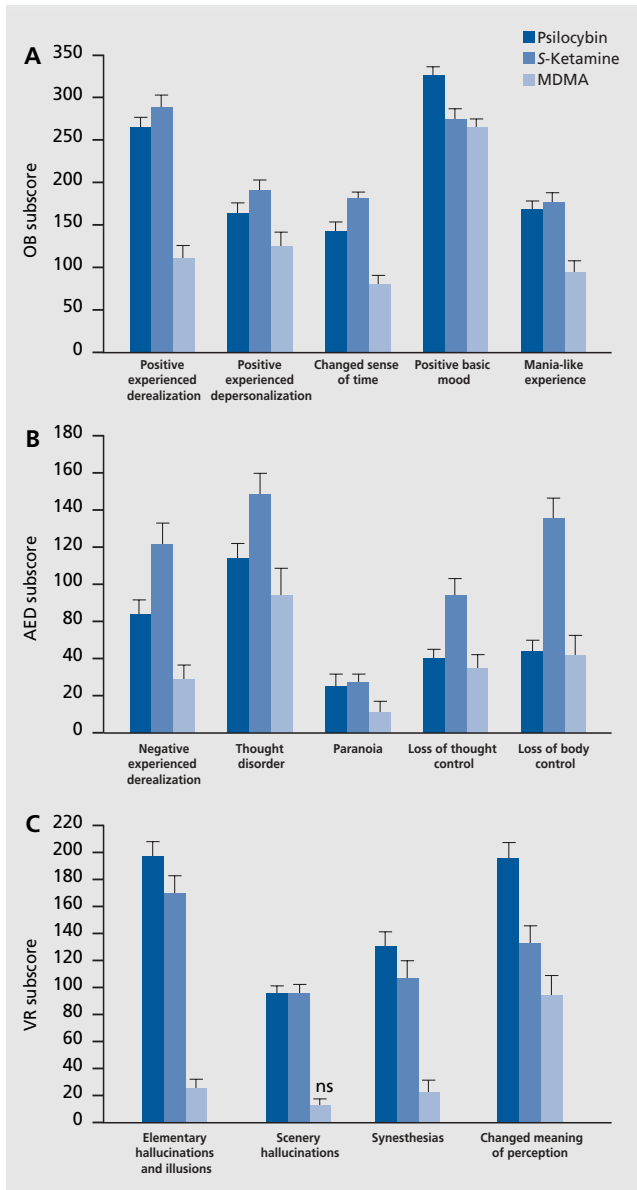 A
Psilocybin
S-Ketamine
MDMA
OB subscore
350
300
250
200
150
100
50
0
Positive experienced derealization
Positive experienced depersonalization
Changed sense of time
Positive basic mood
Mania-like experience
B
AED subscore
180
160
140
120
100
80
60
40
20
0
Negative experienced derealization
Thought disorder
Paranoia
Loss of thought control
Loss of body control
C
VR subscore
220
200
180
160
140
120
100
80
60
40
20
0
ns
Elementary hallucinations and illusions
Scenery hallucinations
Synesthesias
Changed meaning of perception